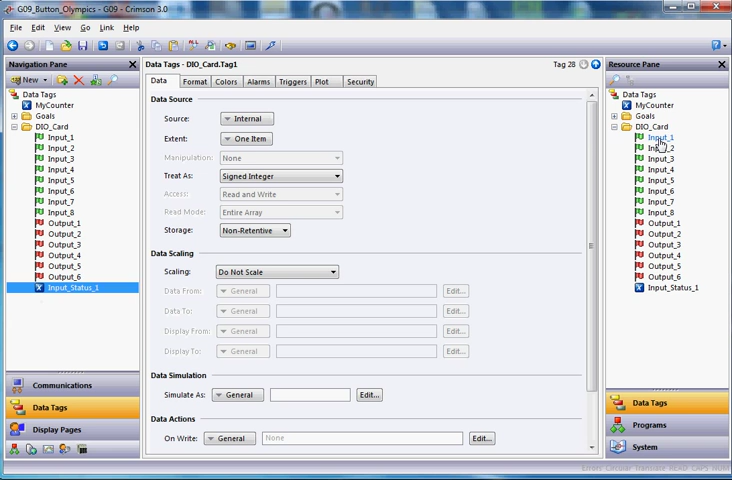 G09_Button_Olympics - G09 - Crimson 3.0
File Edit View Go Link Help
Navigation Pane
New
Data Tags
MyCounter
Goals
DIO_Card
Input_1
Input_2
Input_3
Input_4
Input_5
Input_6
Input_7
Input_8
Output_1
Output_2
Output_3
Output_4
Output_5
Output_6
Input_Status_1
Communications
Data Tags
Display Pages
Data Tags - DIO_Card.Tag1
Tag 28
Data Format Colors Alarms Triggers Plot Security
Data Source
Source: Internal
Extent: One Item
Manipulation: None
Treat As: Signed Integer
Access: Read and Write
Read Mode: Entire Array
Storage: Non-Retentive
Data Scaling
Scaling: Do Not Scale
Data From: General Edit...
Data To: General Edit...
Display From: General Edit...
Display To: General Edit...
Data Simulation
Simulate As: General Edit...
Data Actions
On Write: General None Edit...
Resource Pane
Data Tags
MyCounter
Goals
DIO_Card
Input_1
Input_2
Input_3
Input_4
Input_5
Input_6
Input_7
Input_8
Output_1
Output_2
Output_3
Output_4
Output_5
Output_6
Input_Status_1
Data Tags
Programs
System
Errors Circular Translate READ CAPS NUM